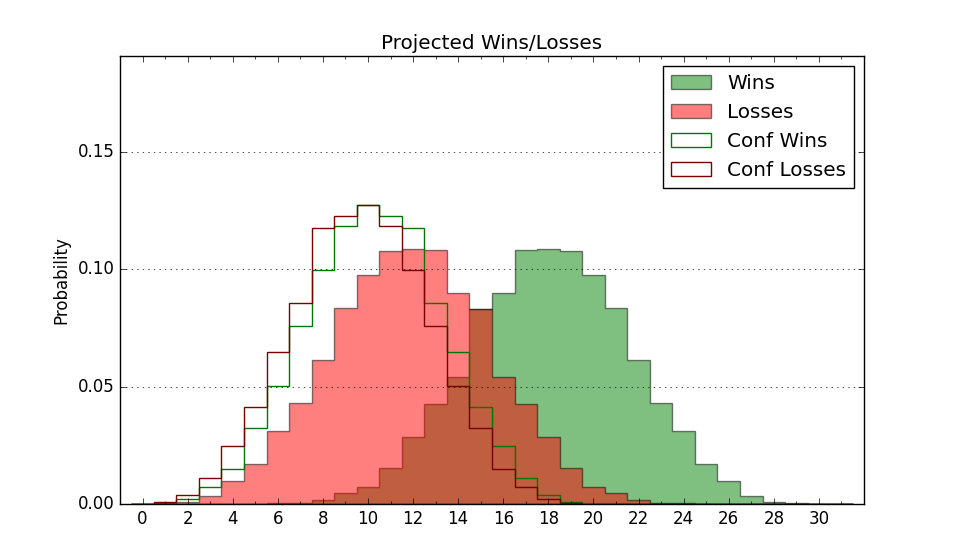 Projected Wins/Losses
Wins
Losses
Conf Wins
Conf Losses
Probability
0.15
0.10
0.05
0.00
0 2 4 6 8 10 12 14 16 18 20 22 24 26 28 30